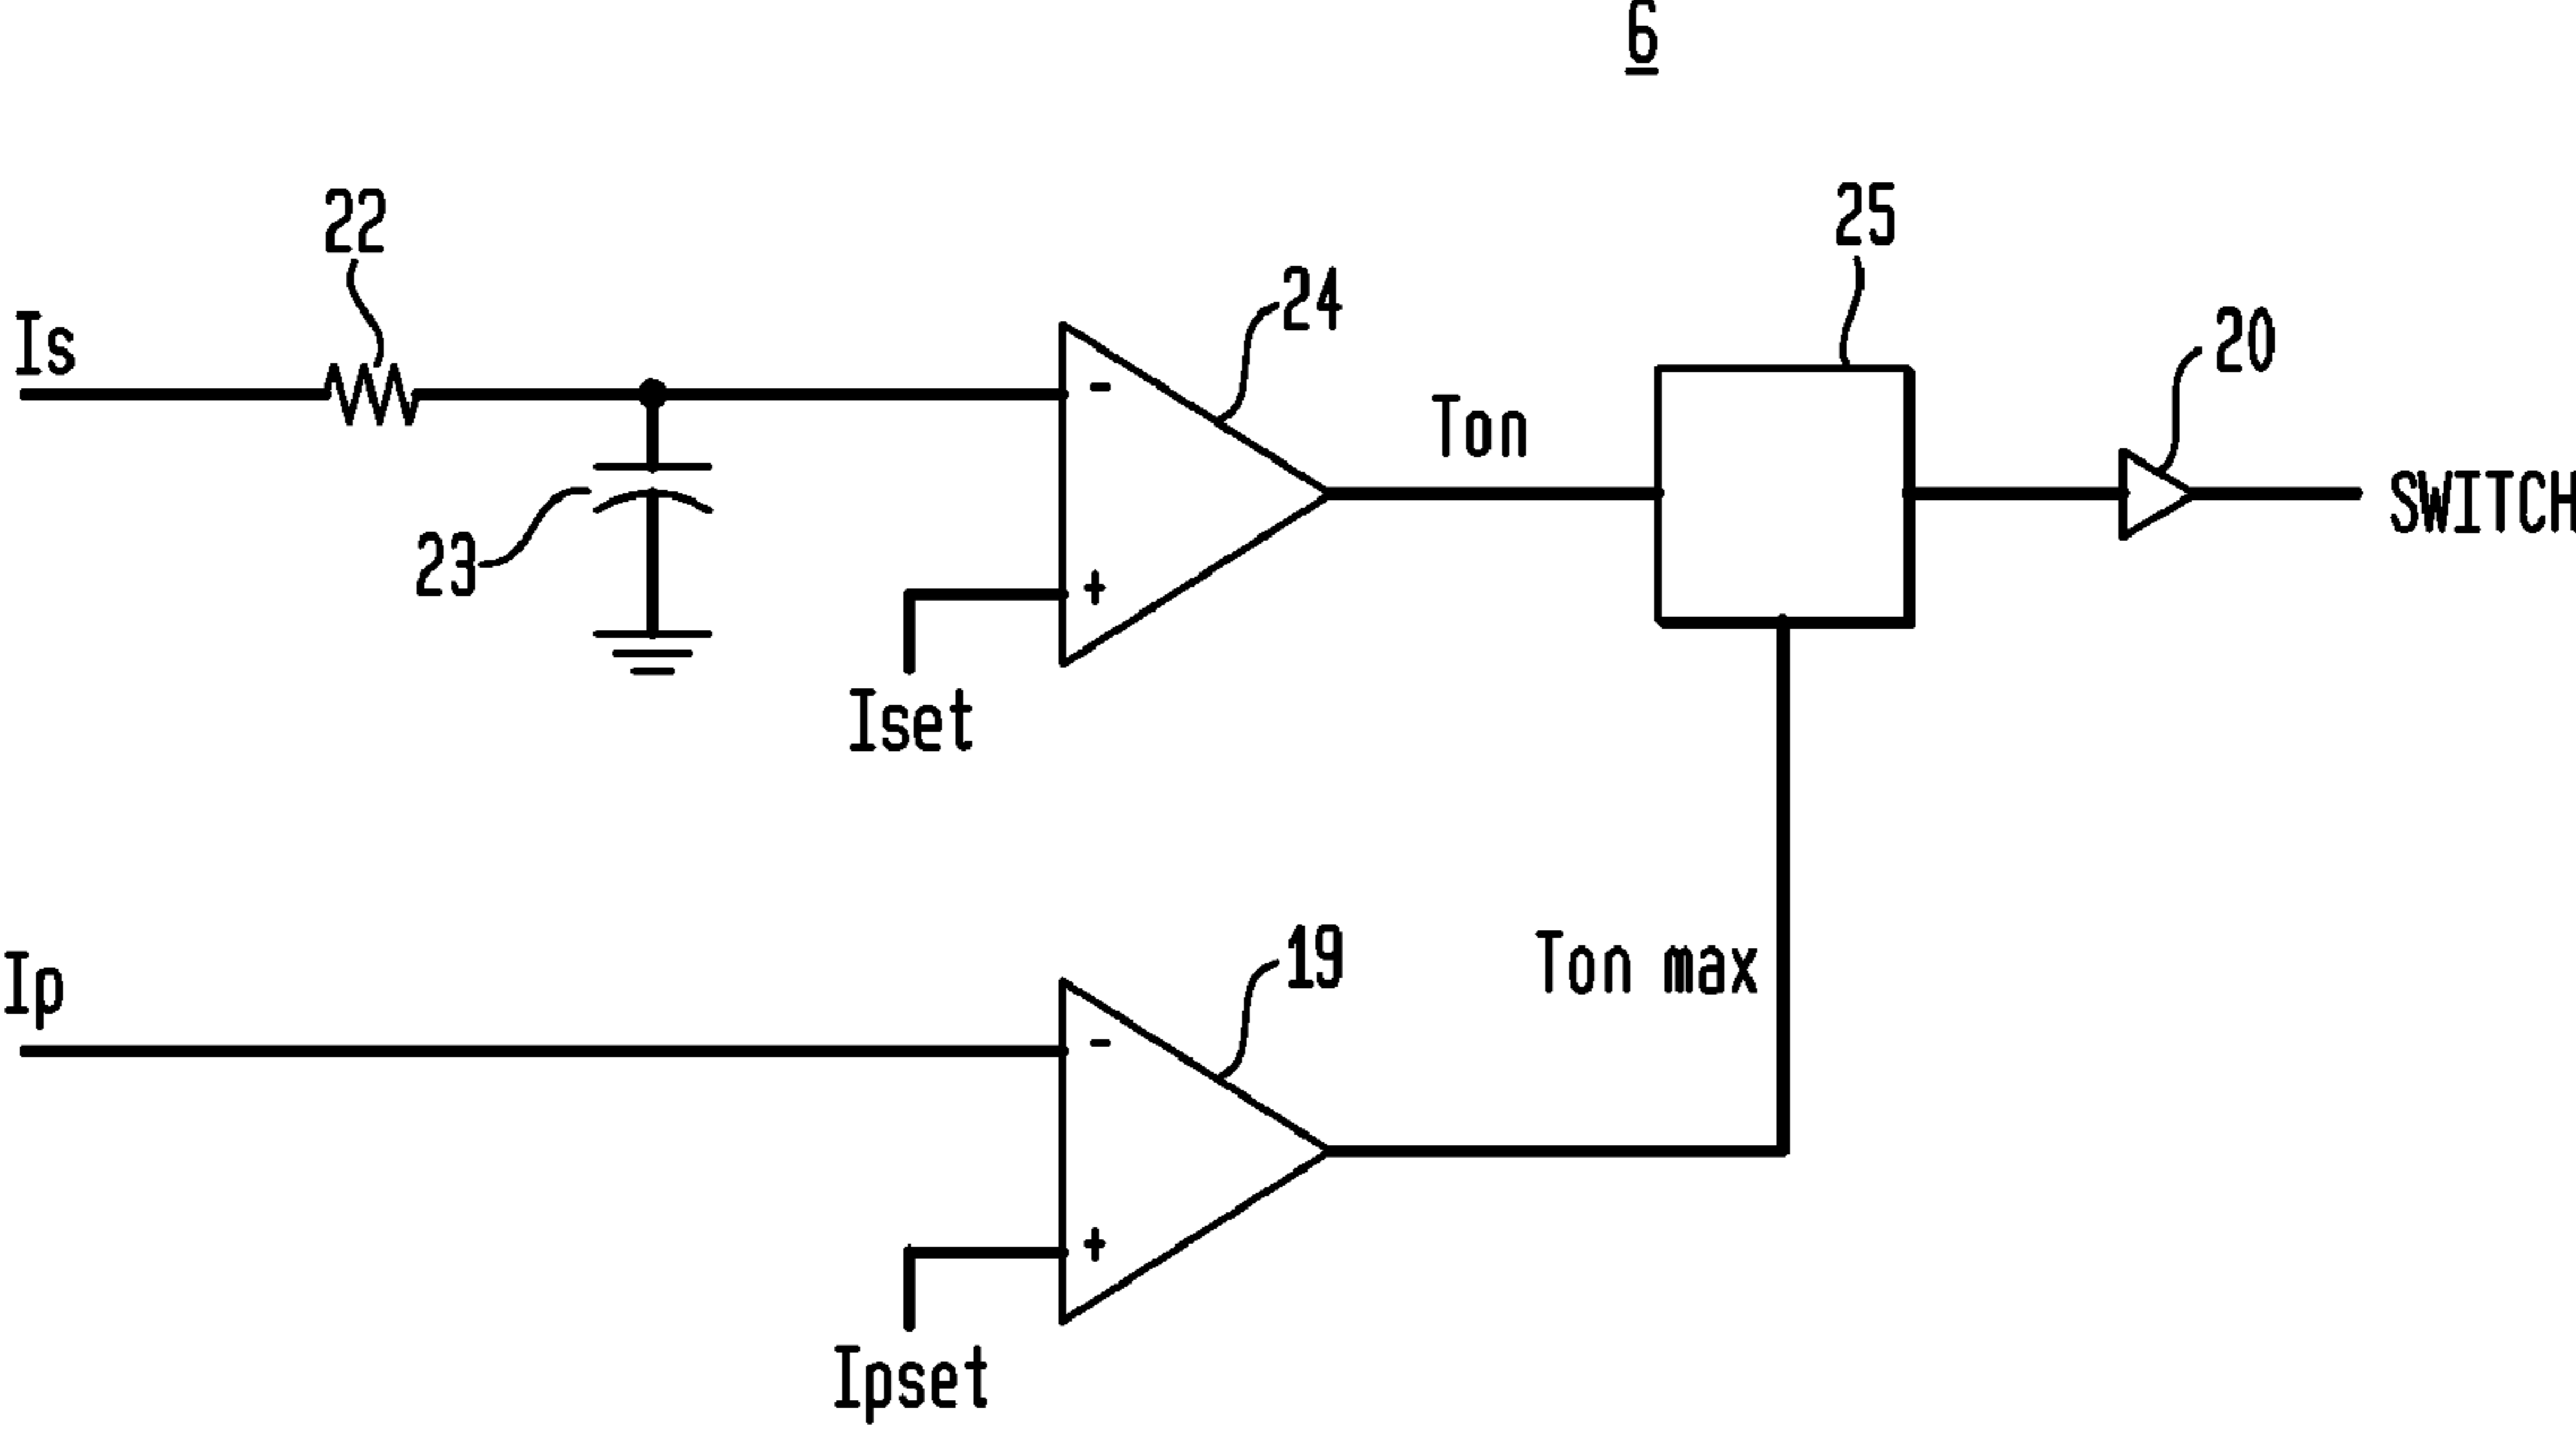 6
22
25
24
20
Is
-
Ton
SWITCH
23
+
Iset
19
Ip
-
Ton max
+
Ipset